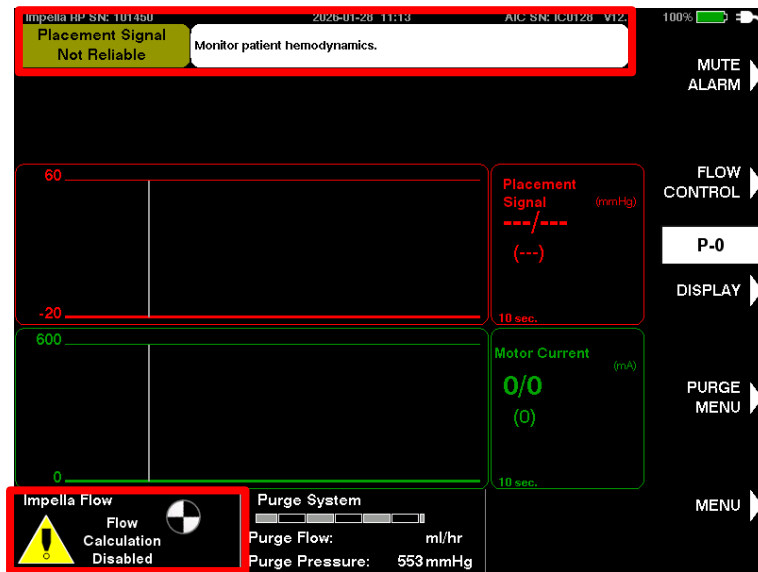 Impella RP SN: 101450 2026-01-28 11:13 AIC SN: IC0128 V12. 100%
Placement Signal
Not Reliable
Monitor patient hemodynamics.
MUTE
ALARM
60
-20
Placement
Signal (mmHg)
---/---
(---)
10 sec.
FLOW
CONTROL
P-0
DISPLAY
600
0
Motor Current
(mA)
0/0
(0)
10 sec.
PURGE
MENU
Impella Flow
Flow
Calculation
Disabled
Purge System
Purge Flow: ml/hr
Purge Pressure: 553 mmHg
MENU